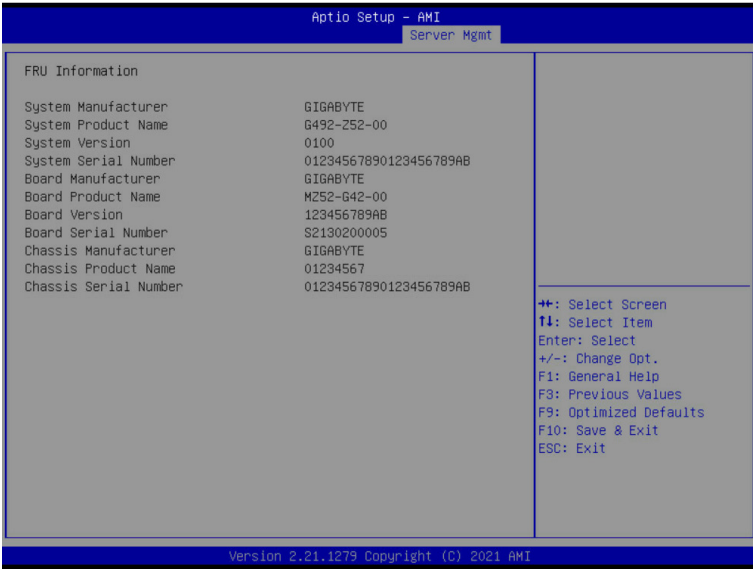 Aptio Setup – AMI
Server Mgmt
FRU Information
System Manufacturer GIGABYTE
System Product Name G492-Z52-00
System Version 0100
System Serial Number 01234567890123456789AB
Board Manufacturer GIGABYTE
Board Product Name MZ52-G42-00
Board Version 123456789AB
Board Serial Number S2130200005
Chassis Manufacturer GIGABYTE
Chassis Product Name 01234567
Chassis Serial Number 01234567890123456789AB
→←: Select Screen
↑↓: Select Item
Enter: Select
+/-: Change Opt.
F1: General Help
F3: Previous Values
F9: Optimized Defaults
F10: Save & Exit
ESC: Exit
Version 2.21.1279 Copyright (C) 2021 AMI